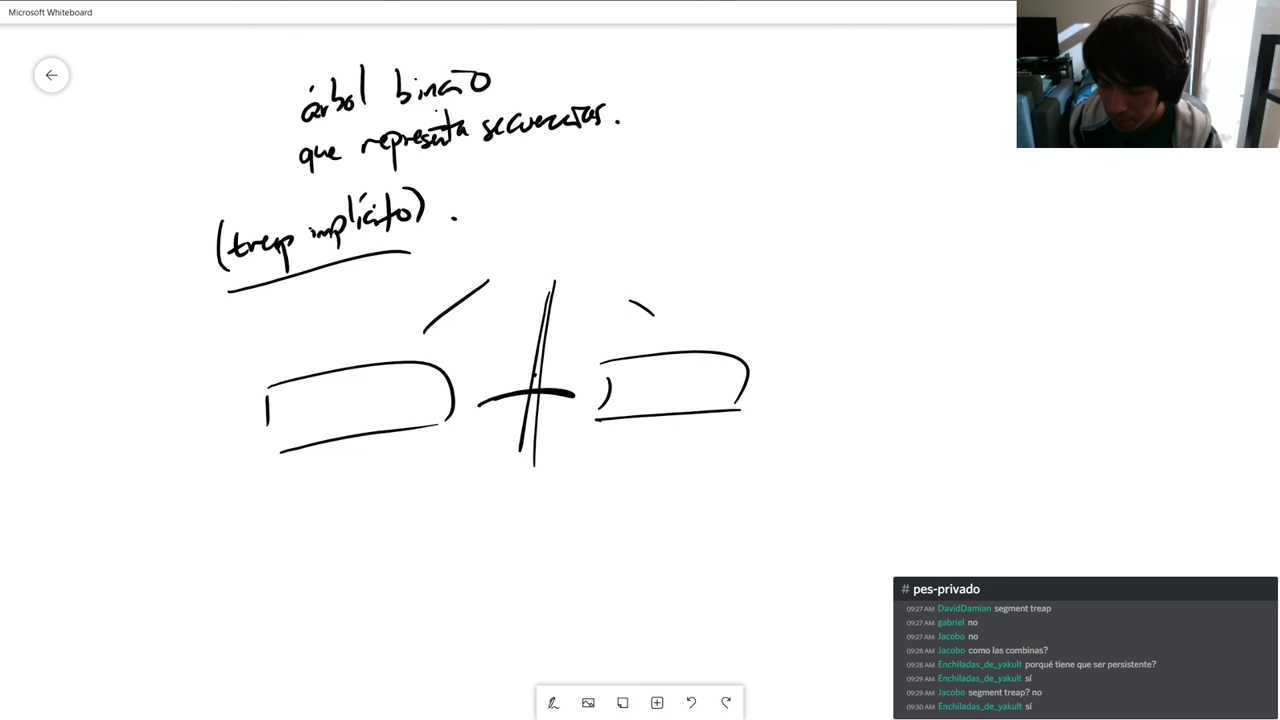 Microsoft Whiteboard
árbol binario
que representa secuencias.
(treap implícito).
# pes-privado
09:27 AM DavidDamian segment treap
09:27 AM gabriel no
09:27 AM Jacobo no
09:28 AM Jacobo como las combinas?
09:28 AM Enchiladas_de_yakult porqué tiene que ser persistente?
09:29 AM Enchiladas_de_yakult sí
09:29 AM Jacobo segment treap? no
09:30 AM Enchiladas_de_yakult sí